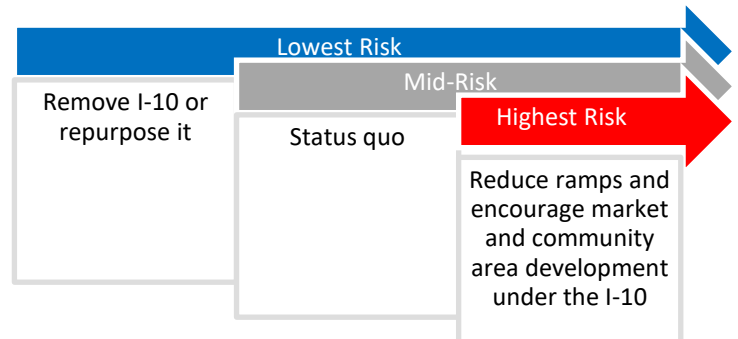 Lowest Risk
Remove I-10 or
repurpose it
Mid-Risk
Status quo
Highest Risk
Reduce ramps and
encourage market
and community
area development
under the I-10